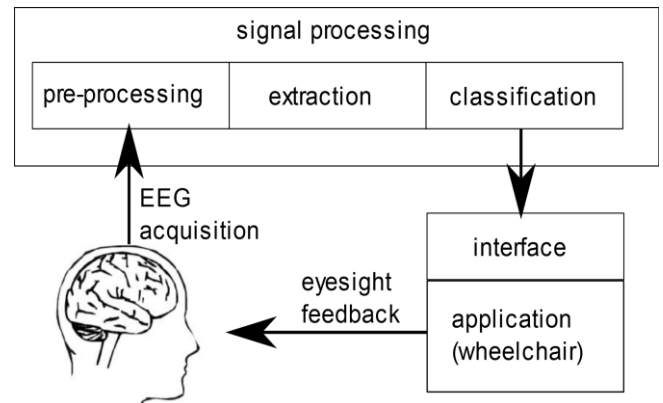 signal processing
pre-processing
extraction
classification
EEG
acquisition
interface
eyesight
feedback
application
(wheelchair)